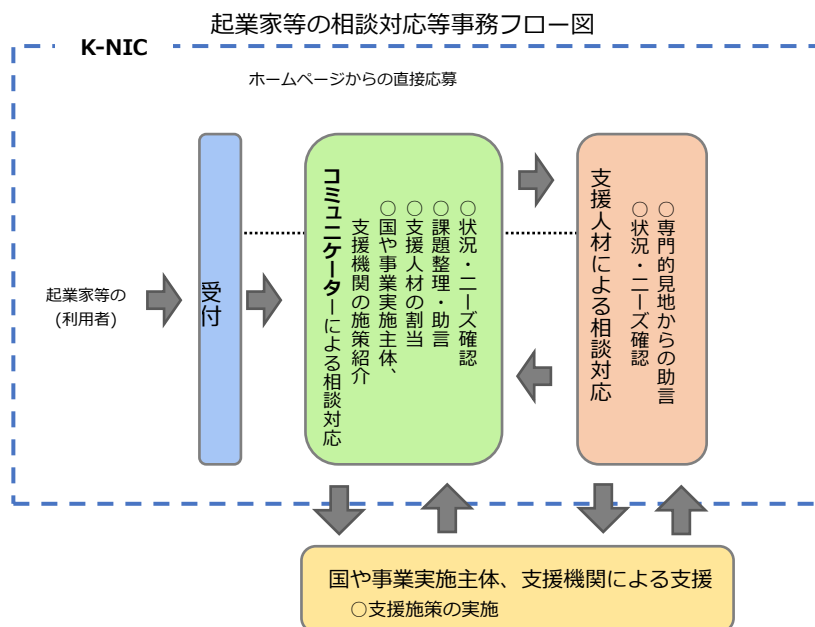 起業家等の相談対応等事務フロー図
K-NIC
ホームページからの直接応募
起業家等の
(利用者)
受付
○状況・ニーズ確認
○課題整理・助言
○支援人材の割当
○国や事業実施主体、
支援機関の施策紹介
コミュニケーターによる相談対応
○専門的見地からの助言
○状況・ニーズ確認
支援人材による相談対応
国や事業実施主体、支援機関による支援
○支援施策の実施